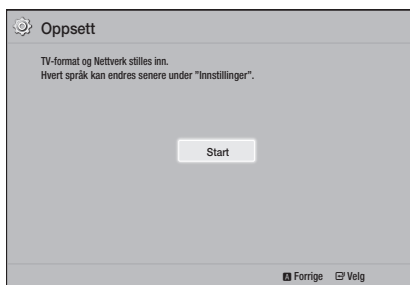 Oppsett
TV-format og Nettverk stilles inn.
Hvert språk kan endres senere under "Innstillinger".
Start
A Forrige Velg